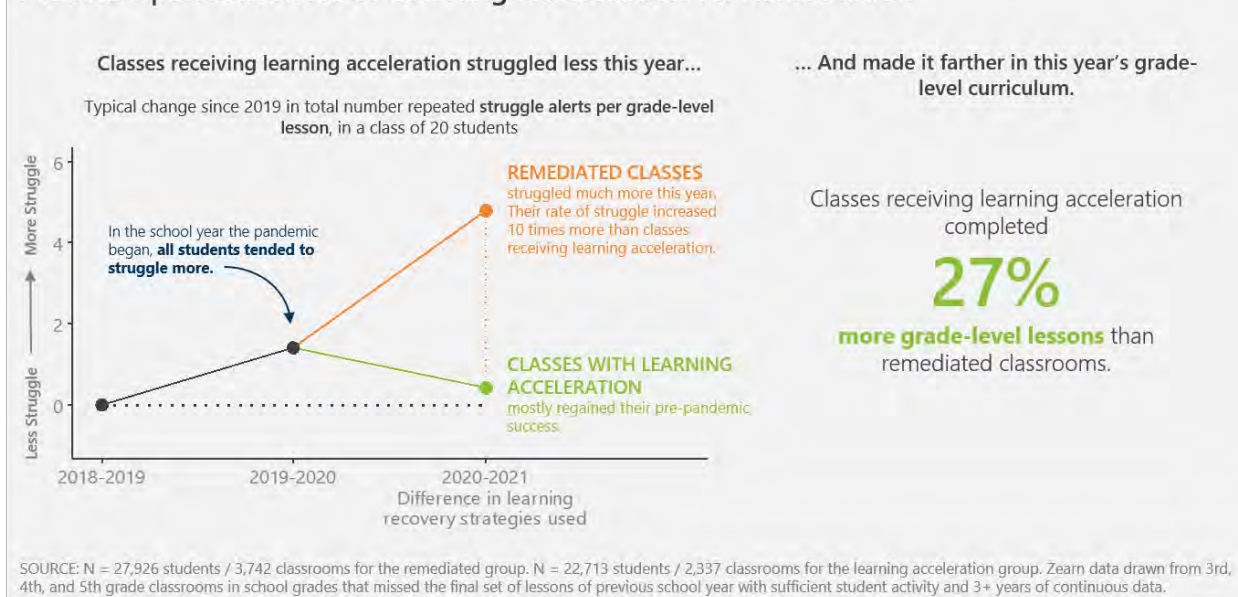 Classes receiving learning acceleration struggled less this year...
Typical change since 2019 in total number repeated struggle alerts per grade-level
lesson, in a class of 20 students
More Struggle
Less Struggle
6
4
2
0
In the school year the pandemic
began, all students tended to
struggle more.
REMEDIATED CLASSES
struggled much more this year.
Their rate of struggle increased
10 times more than classes
receiving learning acceleration.
CLASSES WITH LEARNING
ACCELERATION
mostly regained their pre-pandemic
success.
2018-2019
2019-2020
2020-2021
Difference in learning
recovery strategies used
... And made it farther in this year's grade-
level curriculum.
Classes receiving learning acceleration
completed
27%
more grade-level lessons than
remediated classrooms.
SOURCE: N = 27,926 students / 3,742 classrooms for the remediated group. N = 22,713 students / 2,337 classrooms for the learning acceleration group. Zearn data drawn from 3rd,
4th, and 5th grade classrooms in school grades that missed the final set of lessons of previous school year with sufficient student activity and 3+ years of continuous data.